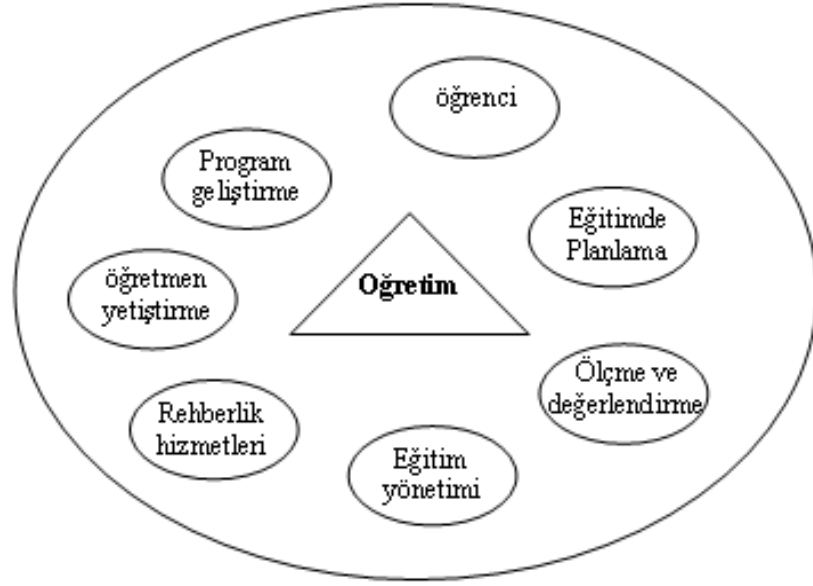 öğrenci
Program
geliştirme
Eğitimde
Planlama
öğretmen
yetiştirme
Oğretim
Ölçme ve
değerlendirme
Rehberlik
hizmetleri
Eğitim
yönetimi